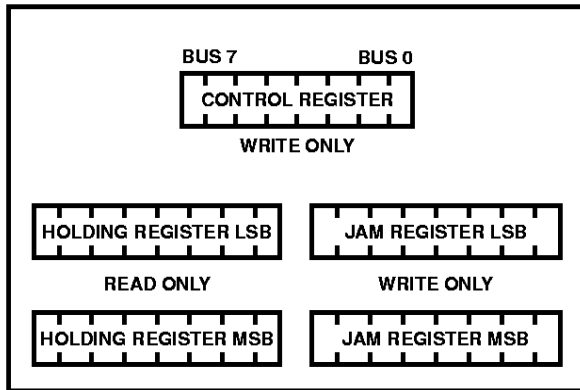 BUS 7 BUS 0
CONTROL REGISTER
WRITE ONLY
HOLDING REGISTER LSB JAM REGISTER LSB
READ ONLY WRITE ONLY
HOLDING REGISTER MSB JAM REGISTER MSB